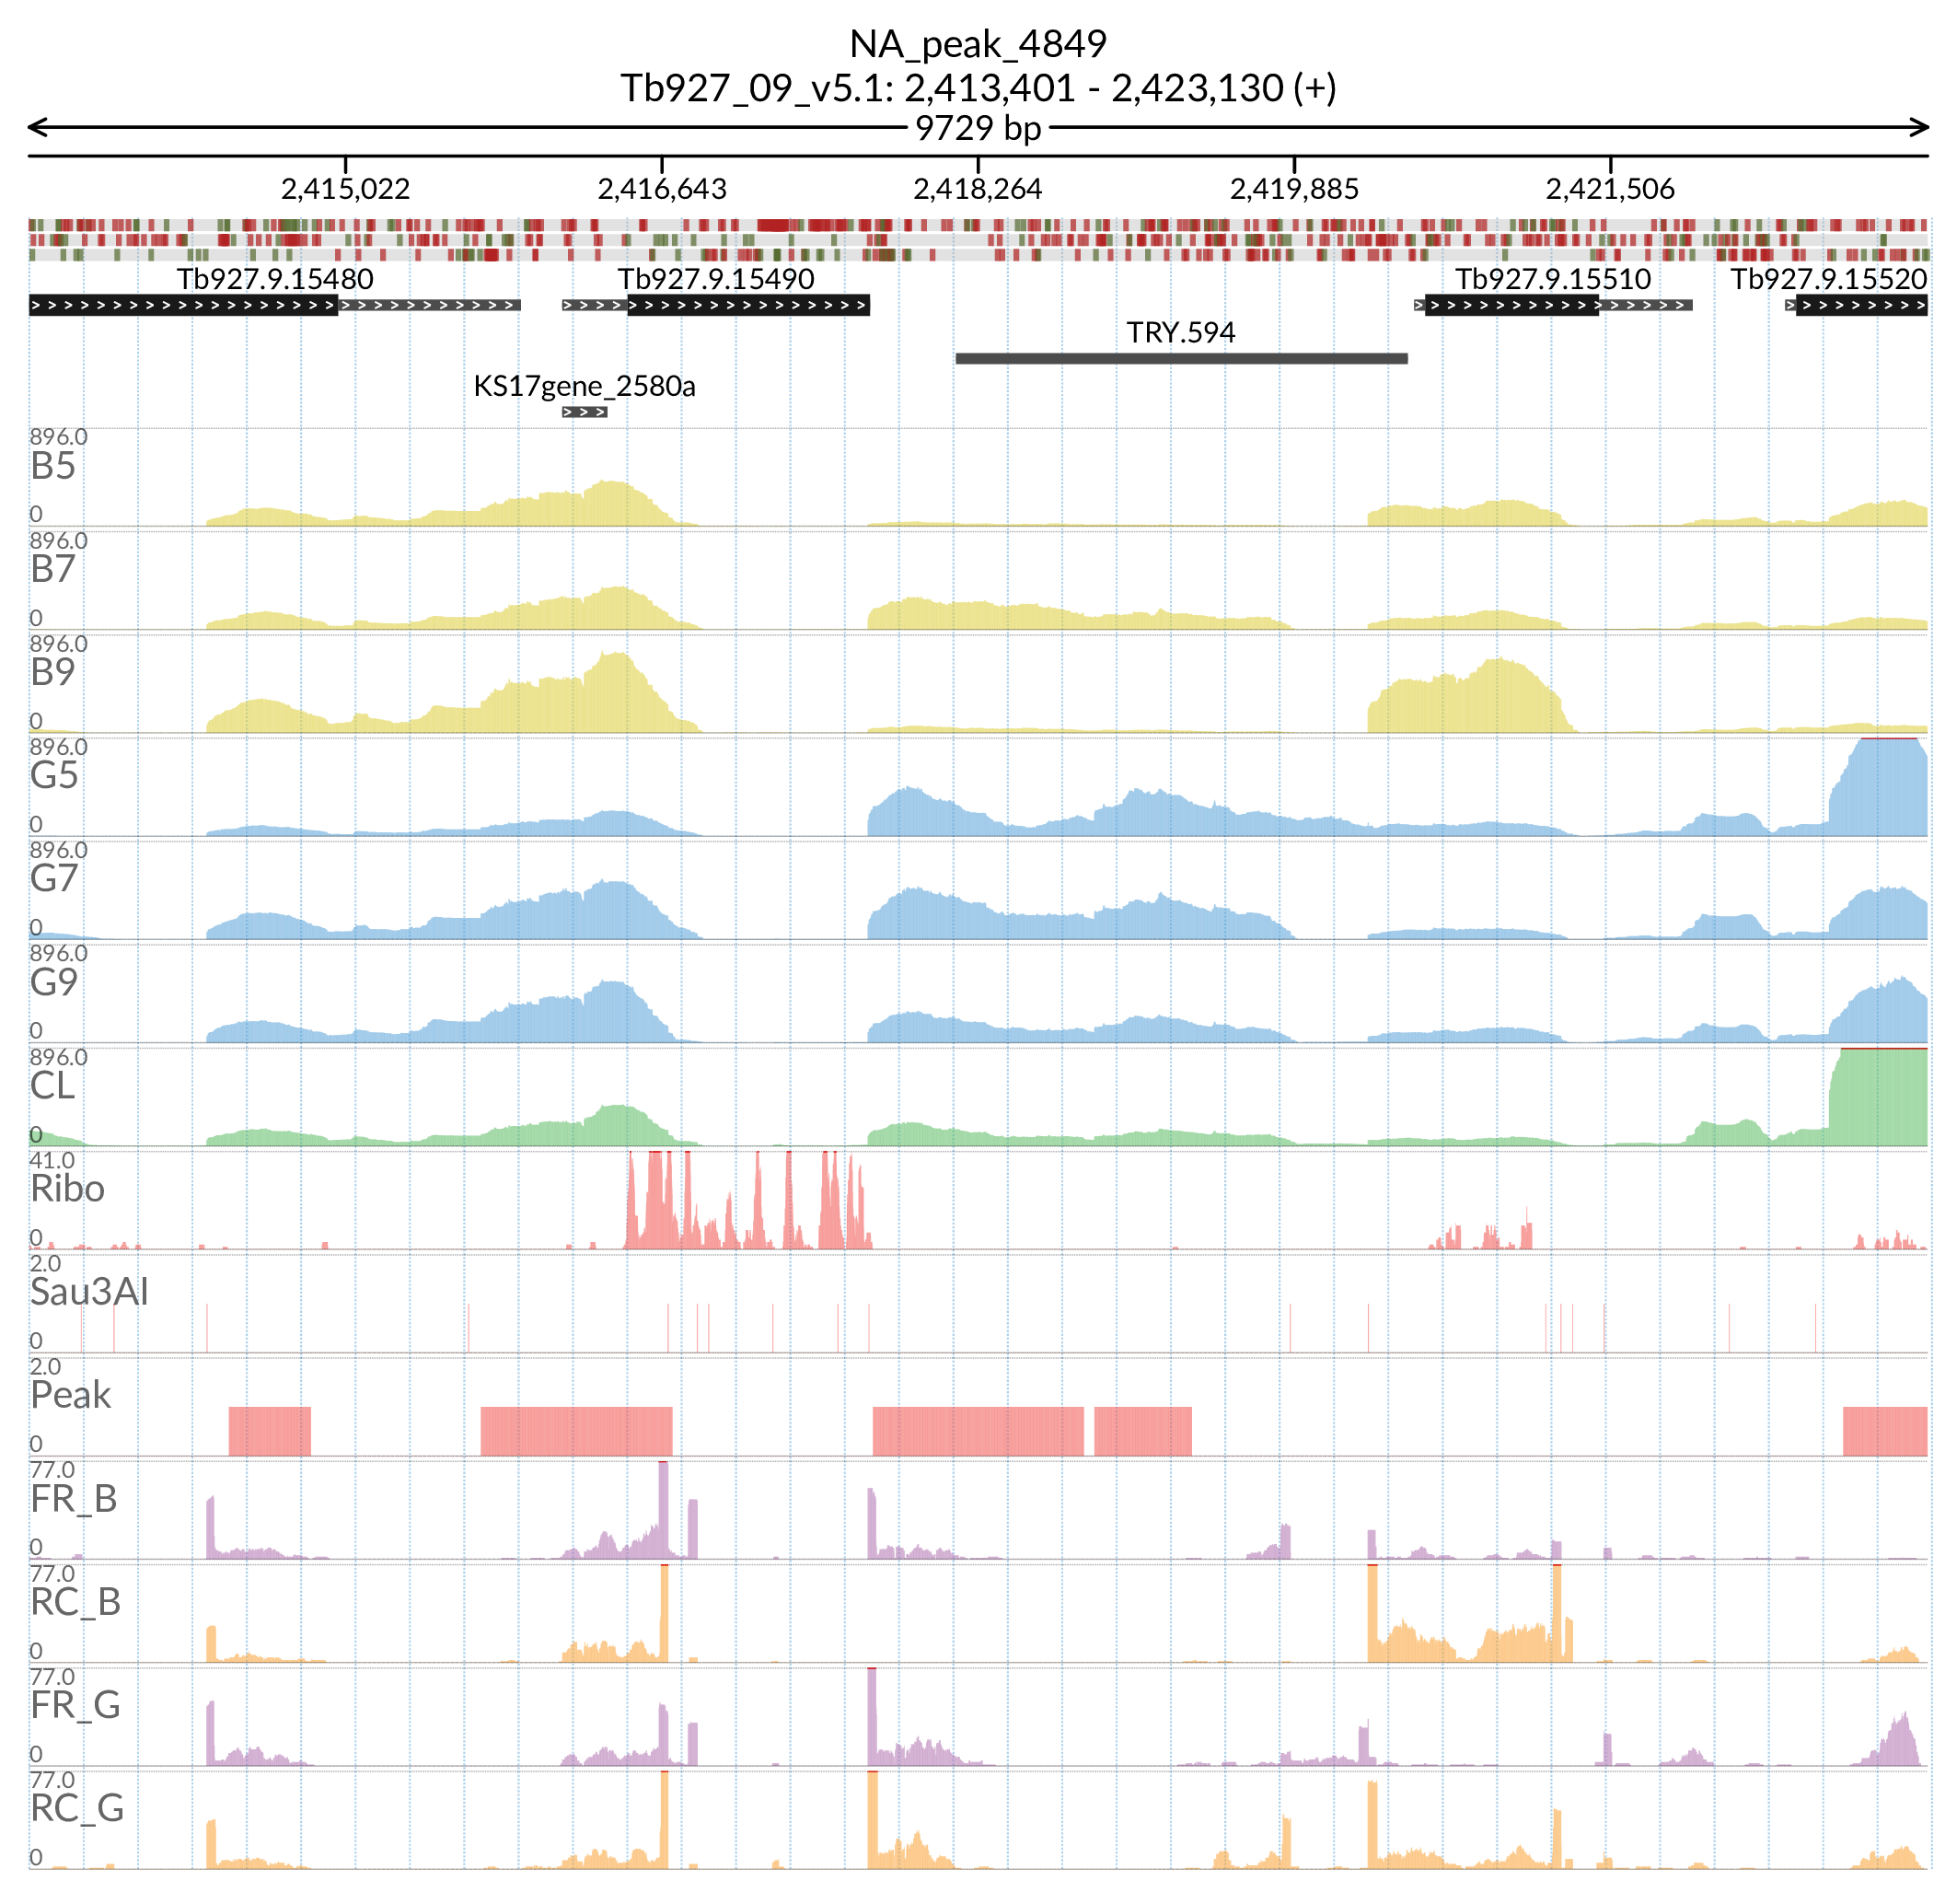 NA_peak_4849
Tb927_09_v5.1: 2,413,401 - 2,423,130 (+)
9729 bp
2,415,022 2,416,643 2,418,264 2,419,885 2,421,506
Tb927.9.15480 Tb927.9.15490 Tb927.9.15510 Tb927.9.15520
TRY.594
KS17gene_2580a
896.0
B5
0
896.0
B7
0
896.0
B9
0
896.0
G5
0
896.0
G7
0
896.0
G9
0
896.0
CL
0
41.0
Ribo
0
2.0
Sau3AI
0
2.0
Peak
0
77.0
FR_B
0
77.0
RC_B
0
77.0
FR_G
0
77.0
RC_G
0